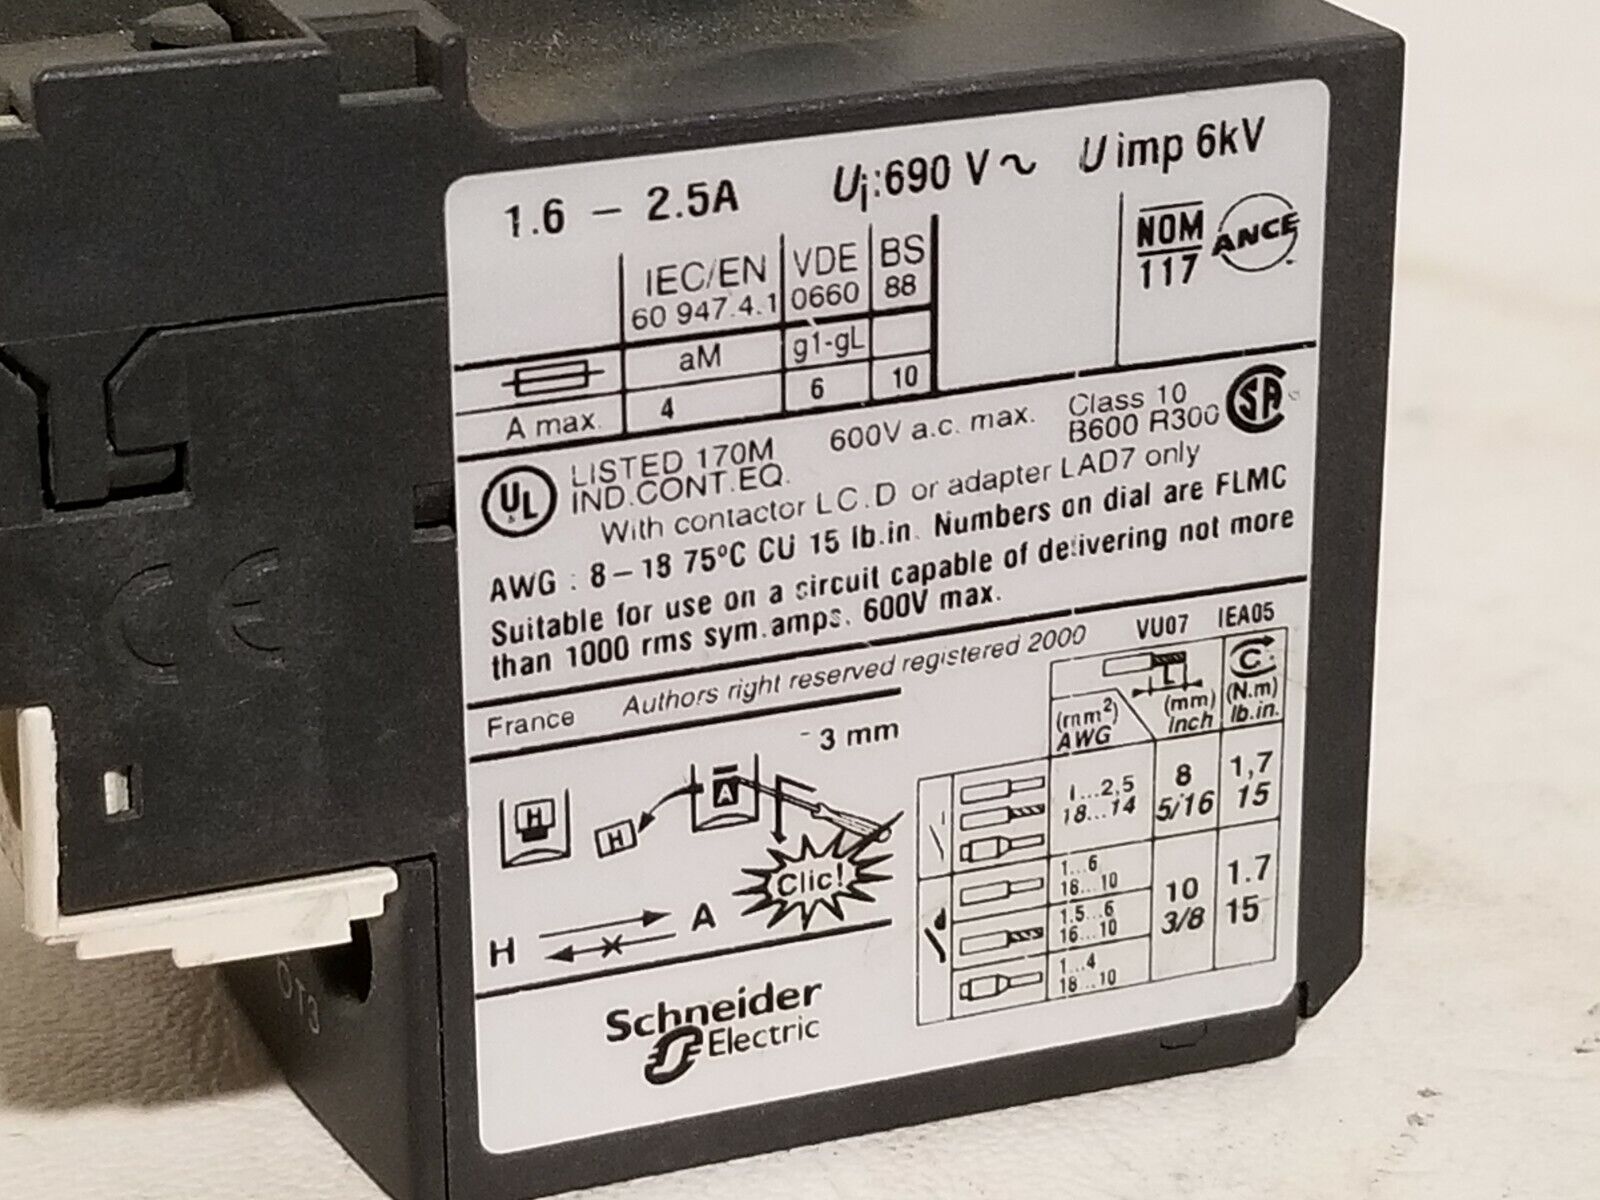 1.6 – 2.5A Ui:690 V ~ U imp 6kV
IEC/EN VDE BS
60 947.4.1 0660 88
aM g1-gL
A max. 4 6 10
NOM
117
ANCE
UL
LISTED 170M 600V a.c. max. Class 10
IND.CONT.EQ. B600 R300
SA
With contactor LC.D or adapter LAD7 only
AWG : 8–18 75°C CU 15 lb.in. Numbers on dial are FLMC
Suitable for use on a circuit capable of delivering not more
than 1000 rms sym.amps. 600V max.
France Authors right reserved registered 2000 VU07 IEA05
3 mm
H
H
A
Clic!
H A
L C
(mm²) (mm) (N.m)
AWG Inch lb.in.
1...2,5 8 1,7
18...14 5/16 15
1...6
18...10
1.5...6 10 1.7
16...10 3/8 15
1...4
18...10
Schneider
Electric
CE
OT3